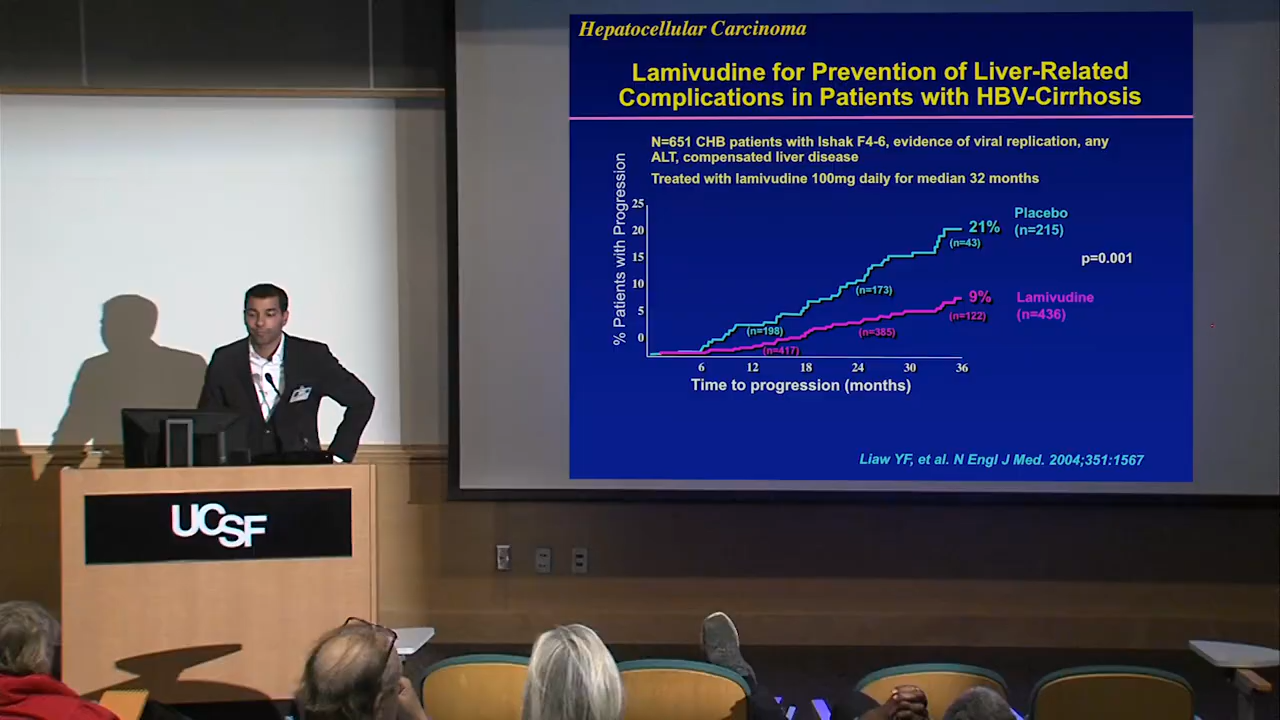 Hepatocellular Carcinoma
Lamivudine for Prevention of Liver-Related
Complications in Patients with HBV-Cirrhosis
N=651 CHB patients with Ishak F4-6, evidence of viral replication, any
ALT, compensated liver disease
Treated with lamivudine 100mg daily for median 32 months
% Patients with Progression
25
20
15
10
5
0
21%
(n=43)
Placebo
(n=215)
p=0.001
(n=173)
(n=198)
9%
(n=122)
Lamivudine
(n=436)
(n=385)
(n=417)
6
12
18
24
30
36
Time to progression (months)
Liaw YF, et al. N Engl J Med. 2004;351:1567
UCSF